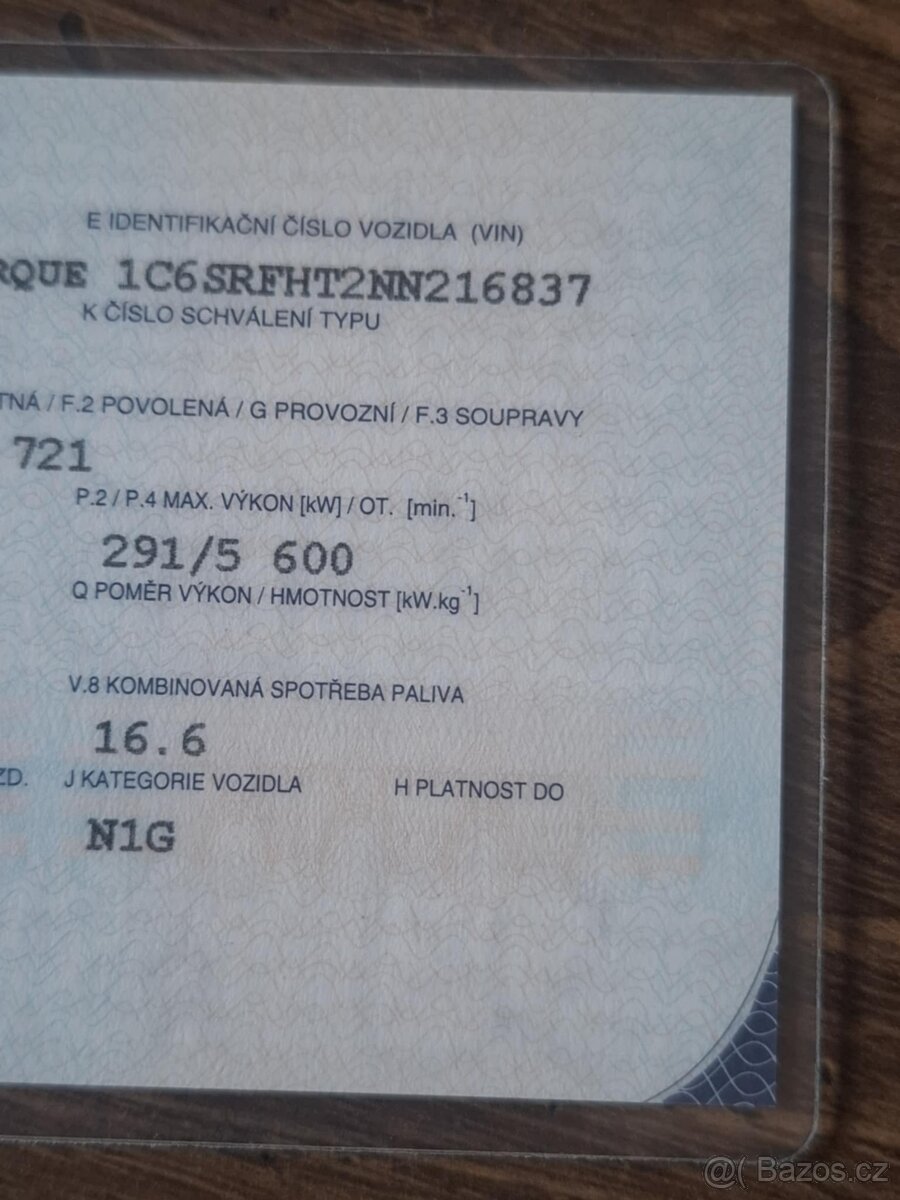 E IDENTIFIKAČNÍ ČÍSLO VOZIDLA (VIN)
RQUE 1C6SRFHT2NN216837
K ČÍSLO SCHVÁLENÍ TYPU
TNÁ / F.2 POVOLENÁ / G PROVOZNÍ / F.3 SOUPRAVY
721
P.2 / P.4 MAX. VÝKON [kW] / OT. [min.⁻¹]
291/5 600
Q POMĚR VÝKON / HMOTNOST [kW.kg⁻¹]
V.8 KOMBINOVANÁ SPOTŘEBA PALIVA
16.6
ZD. J KATEGORIE VOZIDLA H PLATNOST DO
N1G
@( Bazos.cz